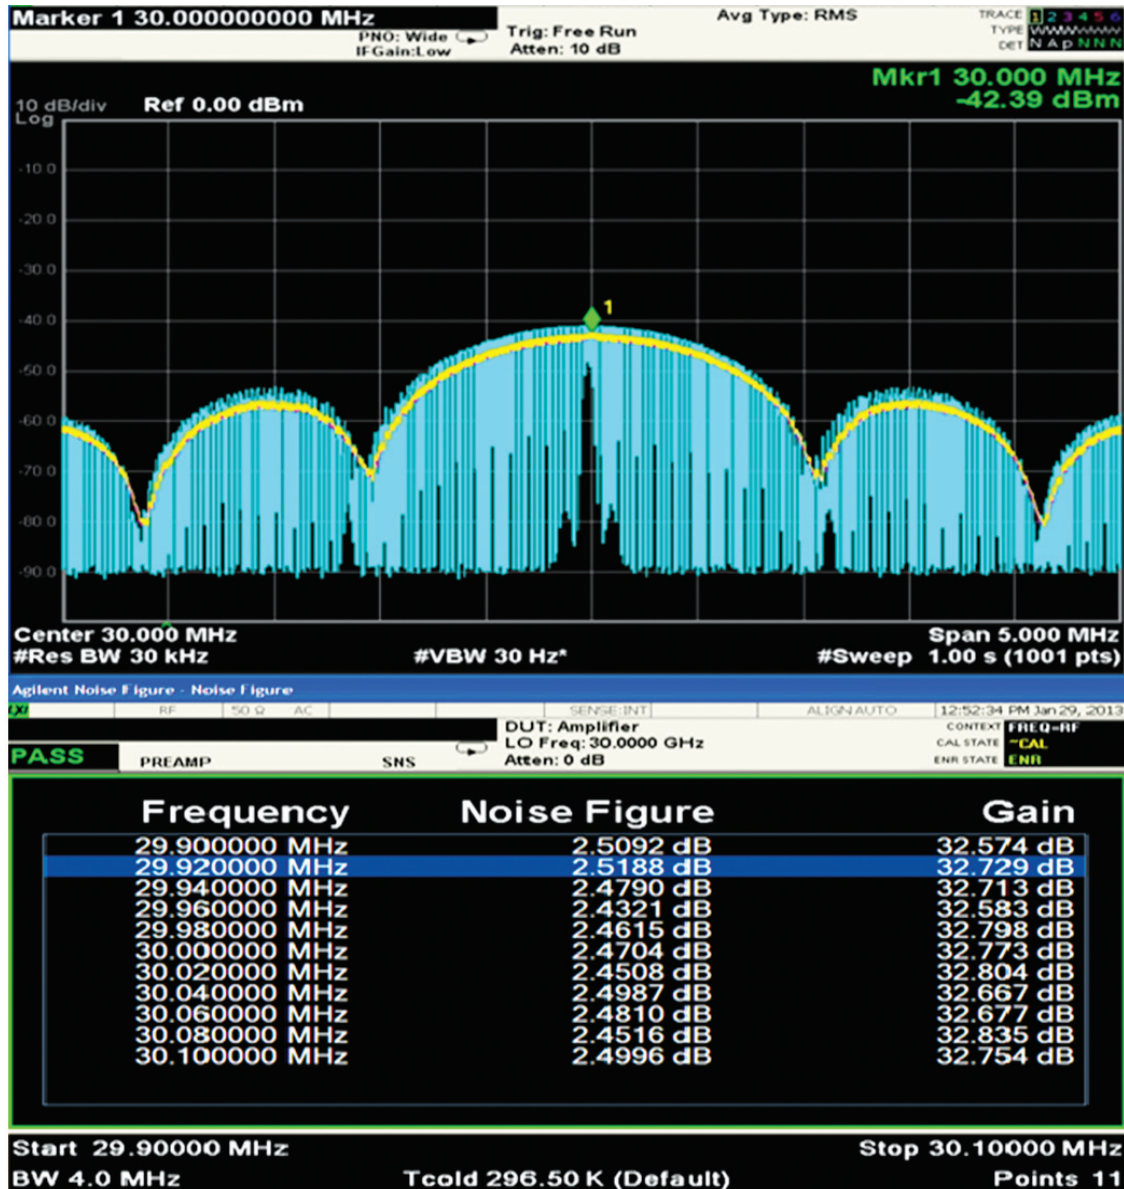 Marker 1 30.000000000 MHz
PNO: Wide
IFGain:Low
Trig: Free Run
Atten: 10 dB
Avg Type: RMS
TRACE 1 2 3 4 5 6
TYPE
DET N A p N N N
Mkr1 30.000 MHz
-42.39 dBm
10 dB/div Ref 0.00 dBm
Log
-10.0
-20.0
-30.0
-40.0
-50.0
-60.0
-70.0
-80.0
-90.0
1
Center 30.000 MHz Span 5.000 MHz
#Res BW 30 kHz #VBW 30 Hz* #Sweep 1.00 s (1001 pts)
Agilent Noise Figure - Noise Figure
LXI RF 50 Ω AC SENSE:INT ALIGN AUTO 12:52:34 PM Jan 29, 2013
DUT: Amplifier
LO Freq: 30.0000 GHz
Atten: 0 dB
CONTEXT FREQ-RF
CAL STATE ~CAL
ENR STATE ENR
PASS PREAMP SNS
Frequency Noise Figure Gain
29.900000 MHz 2.5092 dB 32.574 dB
29.920000 MHz 2.5188 dB 32.729 dB
29.940000 MHz 2.4790 dB 32.713 dB
29.960000 MHz 2.4321 dB 32.583 dB
29.980000 MHz 2.4615 dB 32.798 dB
30.000000 MHz 2.4704 dB 32.773 dB
30.020000 MHz 2.4508 dB 32.804 dB
30.040000 MHz 2.4987 dB 32.667 dB
30.060000 MHz 2.4810 dB 32.677 dB
30.080000 MHz 2.4516 dB 32.835 dB
30.100000 MHz 2.4996 dB 32.754 dB
Start 29.90000 MHz Stop 30.10000 MHz
BW 4.0 MHz Tcold 296.50 K (Default) Points 11